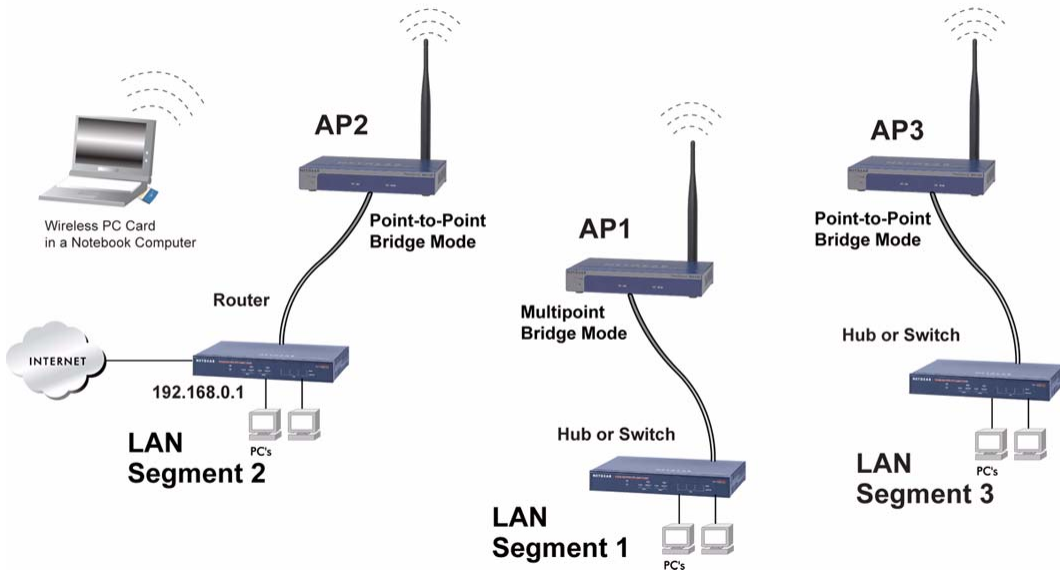 AP2
Wireless PC Card
in a Notebook Computer
Point-to-Point
Bridge Mode
Router
INTERNET
192.168.0.1
PC's
LAN
Segment 2
AP1
Multipoint
Bridge Mode
Hub or Switch
NETGEAR
LAN
Segment 1
PC's
AP3
Point-to-Point
Bridge Mode
Hub or Switch
NETGEAR
PC's
LAN
Segment 3